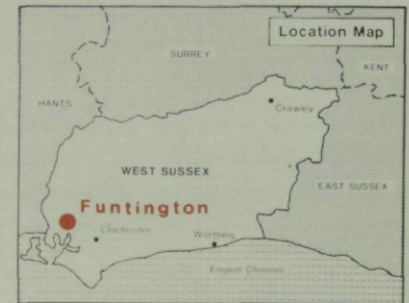 Location Map
SURREY
KENT
HANTS
Crawley
WEST SUSSEX
EAST SUSSEX
Funtington
Chichester
Worthing
English Channel